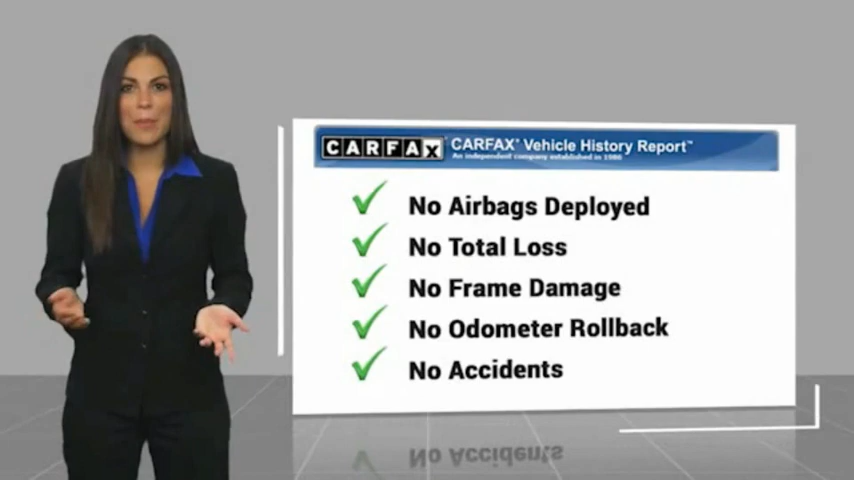 CARFAX CARFAX® Vehicle History Report™
An independent company established in 1986
No Airbags Deployed
No Total Loss
No Frame Damage
No Odometer Rollback
No Accidents
No Accidents